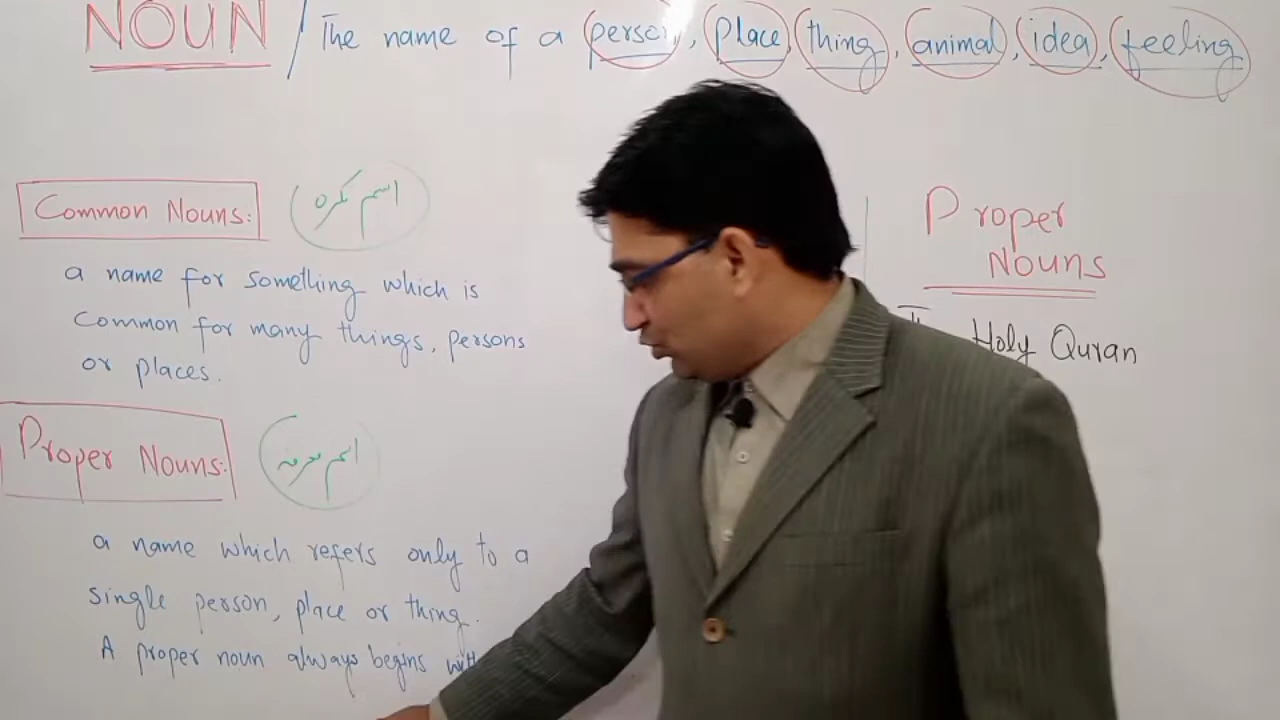 NOUN / The name of a person, place, thing, animal, idea, feeling
Common Nouns:
اسم نکرہ
a name for something which is
common for many things, persons
or places.
Proper Nouns:
اسم معرفہ
a name which refers only to a
single person, place or thing.
A proper noun always begins with
Proper
Nouns
Holy Quran